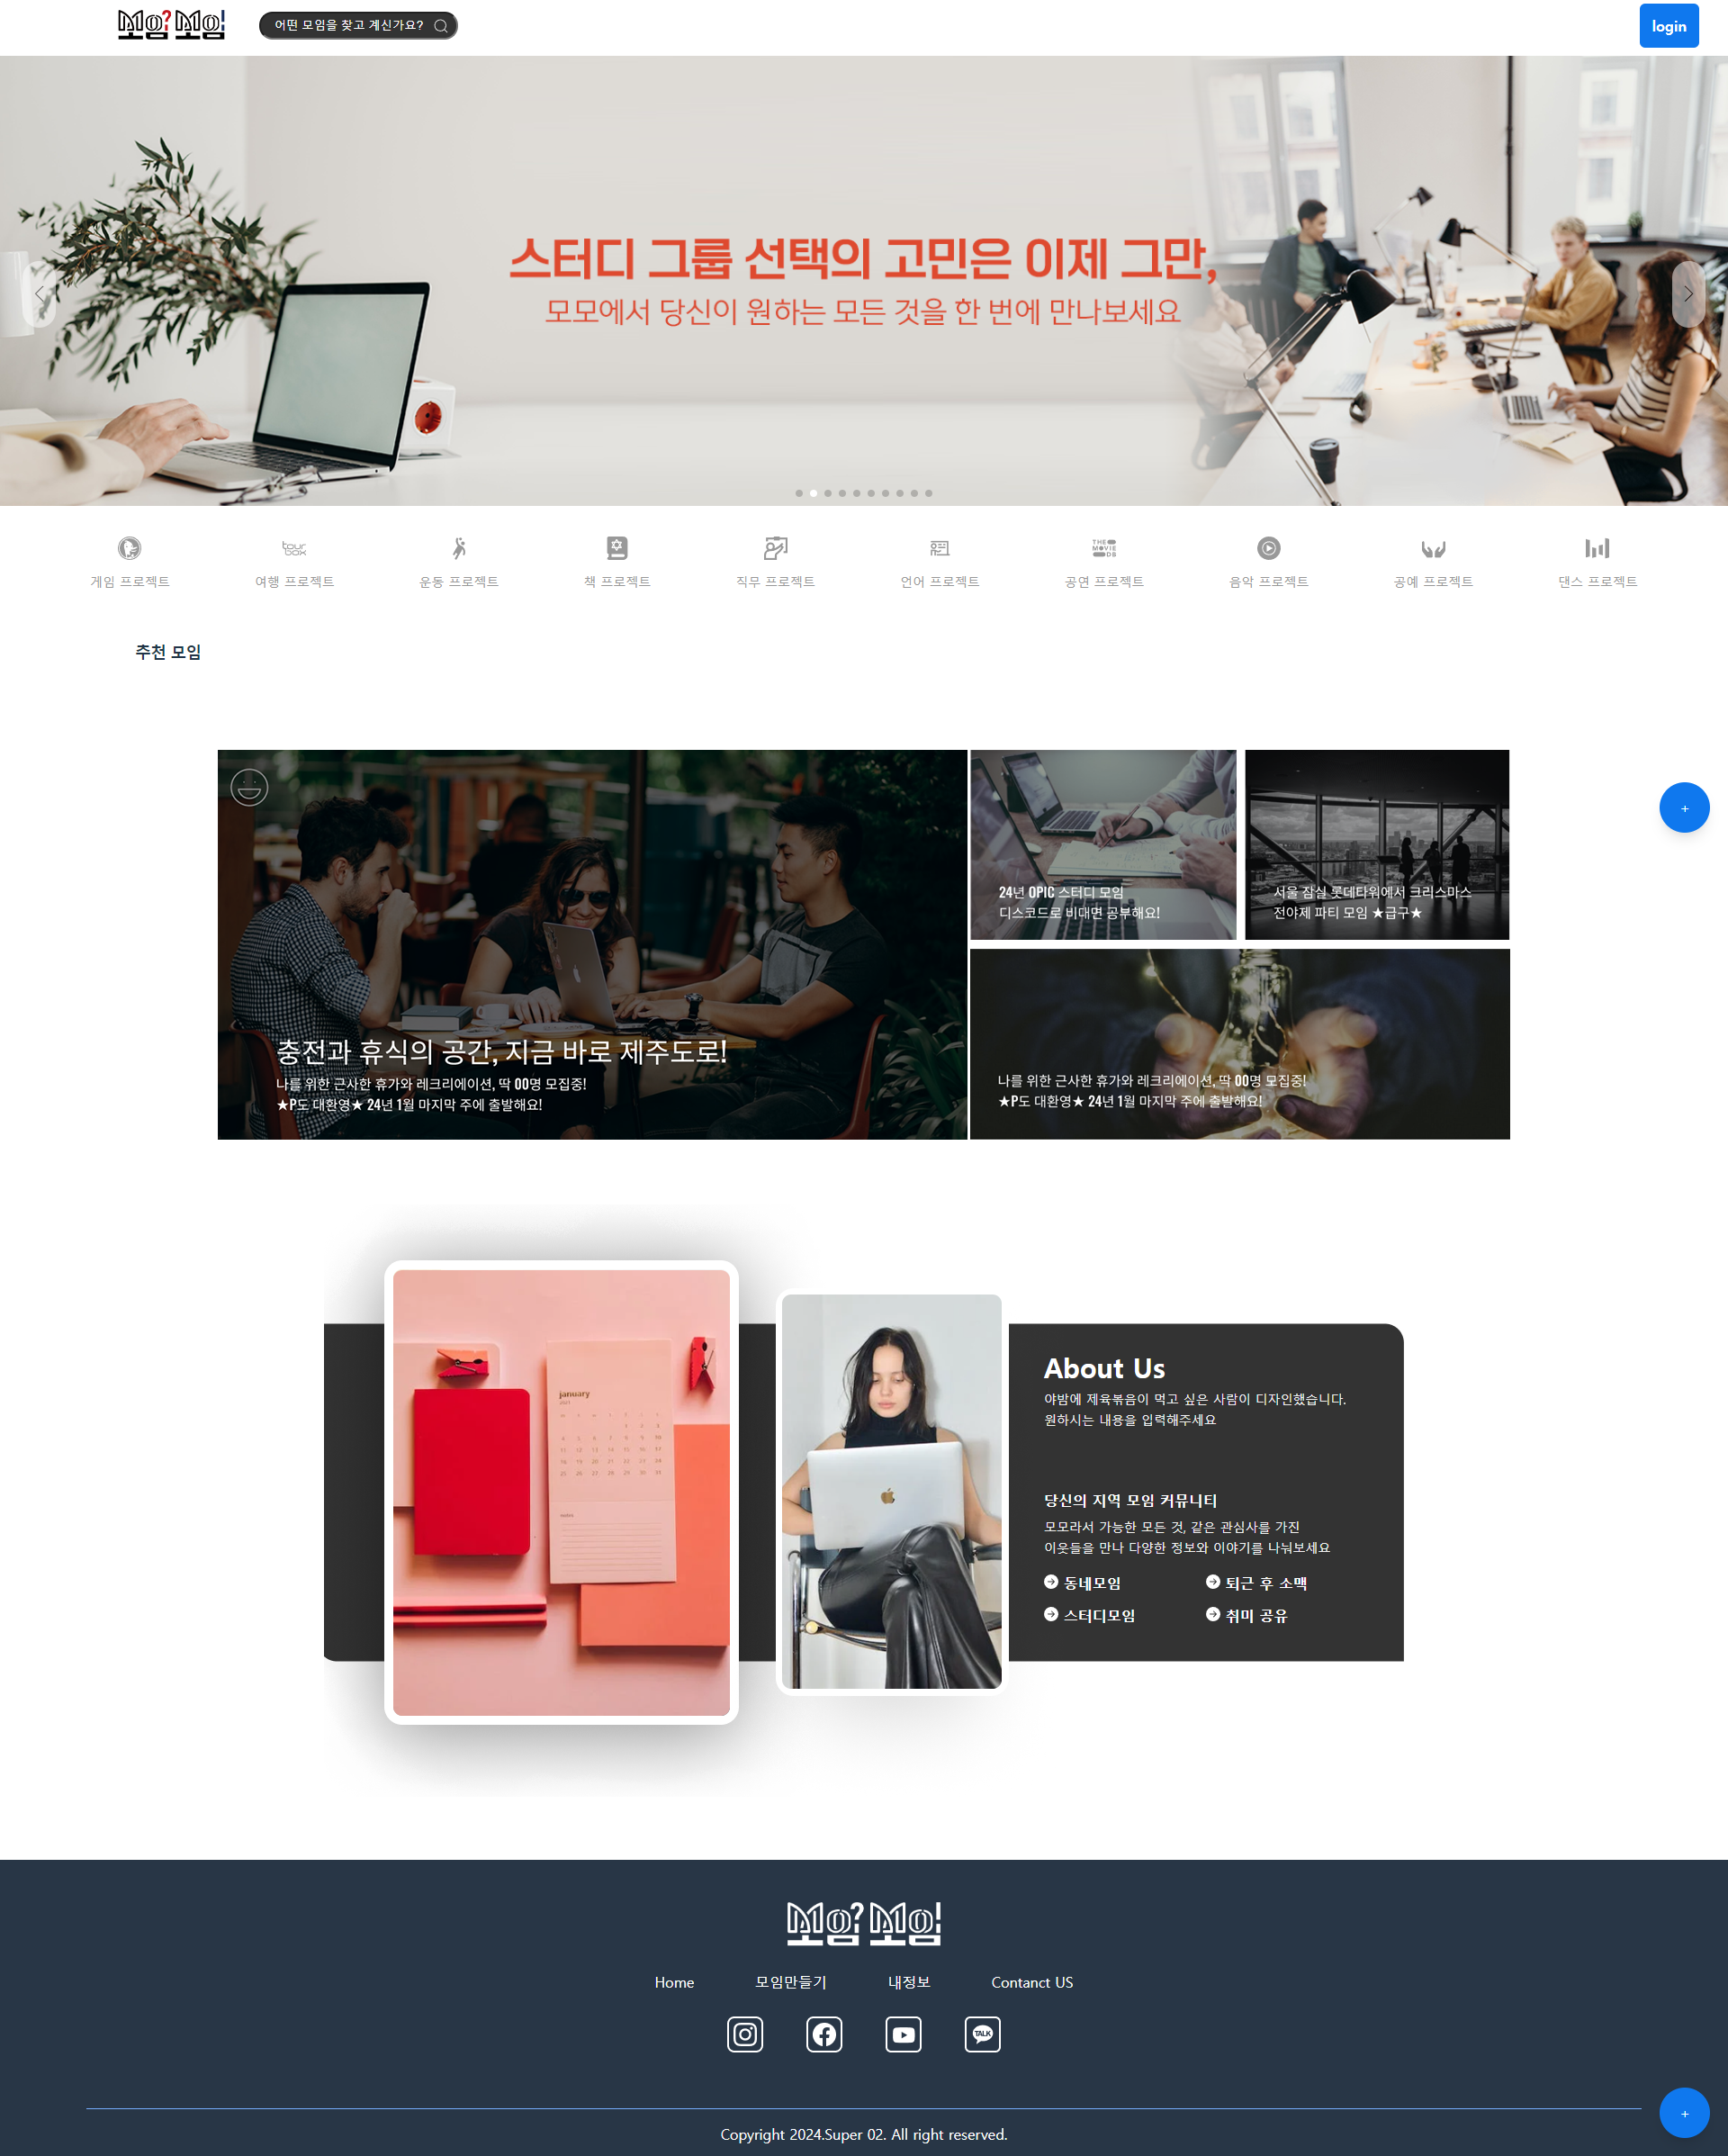 모임? 모임!
어떤 모임을 찾고 계신가요?
login
스터디 그룹 선택의 고민은 이제 그만,
모모에서 당신이 원하는 모든 것을 한 번에 만나보세요
tour
box
THE
MOVIE
DB
게임 프로젝트
여행 프로젝트
운동 프로젝트
책 프로젝트
직무 프로젝트
언어 프로젝트
공연 프로젝트
음악 프로젝트
공예 프로젝트
댄스 프로젝트
추천 모임
+
24년 OPIC 스터디 모임
디스코드로 비대면 공부해요!
서울 잠실 롯데타워에서 크리스마스
전야제 파티 모임 ★급구★
충전과 휴식의 공간, 지금 바로 제주도로!
나를 위한 근사한 휴가와 레크리에이션, 딱 00명 모집중!
★P도 대환영★ 24년 1월 마지막 주에 출발해요!
나를 위한 근사한 휴가와 레크리에이션, 딱 00명 모집중!
★P도 대환영★ 24년 1월 마지막 주에 출발해요!
january
notes
About Us
야밤에 제육볶음이 먹고 싶은 사람이 디자인했습니다.
원하시는 내용을 입력해주세요
당신의 지역 모임 커뮤니티
모모라서 가능한 모든 것, 같은 관심사를 가진
이웃들을 만나 다양한 정보와 이야기를 나눠보세요
동네모임
퇴근 후 소맥
스터디모임
취미 공유
모임? 모임!
Home
모임만들기
내정보
Contanct US
TALK
+
Copyright 2024.Super 02. All right reserved.